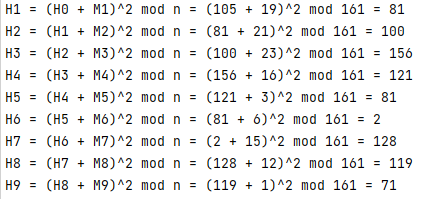 H1 = (H0 + M1)^2 mod n = (105 + 19)^2 mod 161 = 81
H2 = (H1 + M2)^2 mod n = (81 + 21)^2 mod 161 = 100
H3 = (H2 + M3)^2 mod n = (100 + 23)^2 mod 161 = 156
H4 = (H3 + M4)^2 mod n = (156 + 16)^2 mod 161 = 121
H5 = (H4 + M5)^2 mod n = (121 + 3)^2 mod 161 = 81
H6 = (H5 + M6)^2 mod n = (81 + 6)^2 mod 161 = 2
H7 = (H6 + M7)^2 mod n = (2 + 15)^2 mod 161 = 128
H8 = (H7 + M8)^2 mod n = (128 + 12)^2 mod 161 = 119
H9 = (H8 + M9)^2 mod n = (119 + 1)^2 mod 161 = 71